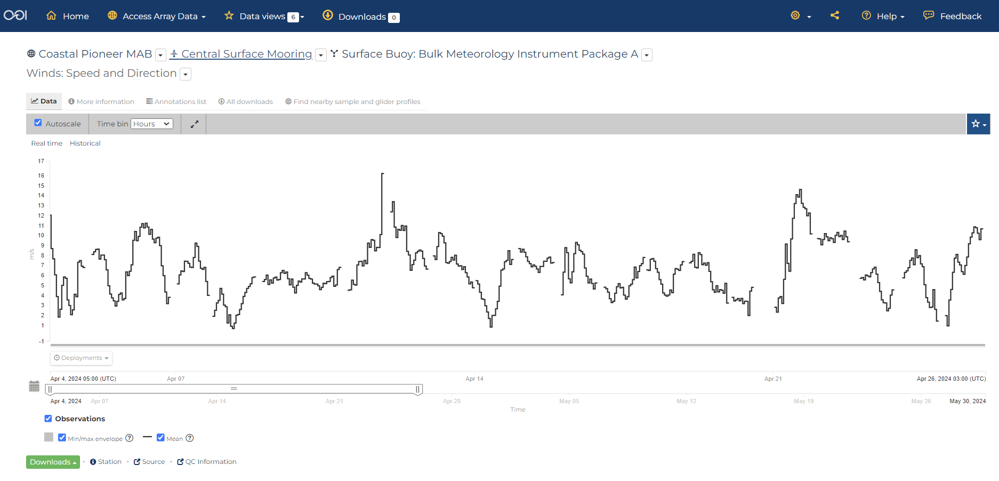 OOI Home Access Array Data Data views 6 Downloads 0 Help Feedback
Coastal Pioneer MAB Central Surface Mooring Surface Buoy: Bulk Meteorology Instrument Package A
Winds: Speed and Direction
Data More information Annotations list All downloads Find nearby sample and glider profiles
Autoscale Time bin Hours
Real time Historical
17
16
15
14
13
12
11
10
9
8
7
6
5
4
3
2
1
-1
m/s
Deployments
Apr 4, 2024 05:00 (UTC) Apr 07 Apr 14 Apr 21 Apr 26, 2024 03:00 (UTC)
Apr 4, 2024 Apr 07 Apr 14 Apr 21 Apr 28 May 05 May 12 May 19 May 26 May 30, 2024
Time
Observations
Min/max envelope ? Mean ?
Downloads · Station · Source · QC Information